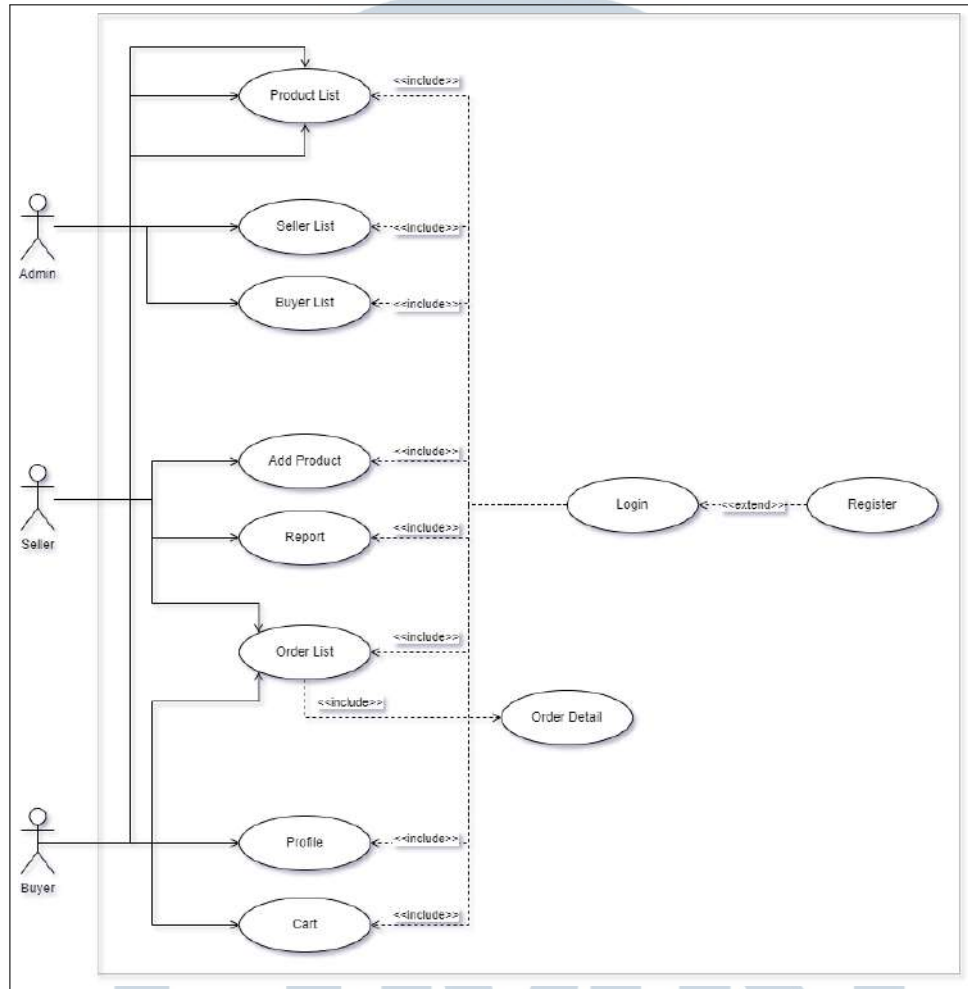 Product List
<<include>>
Admin
Seller List
<<include>>
Buyer List
<<include>>
Seller
Add Product
<<include>>
Report
<<include>>
Login
<<extend>>
Register
Order List
<<include>>
<<include>>
Order Detail
Buyer
Profile
<<include>>
Cart
<<include>>